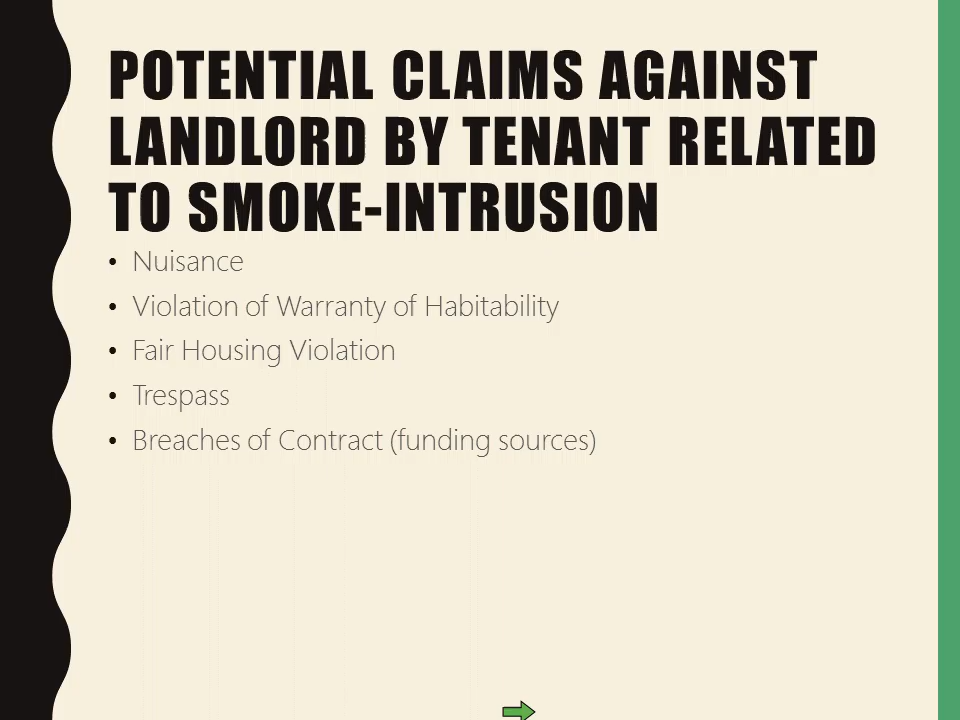 POTENTIAL CLAIMS AGAINST
LANDLORD BY TENANT RELATED
TO SMOKE-INTRUSION
• Nuisance
• Violation of Warranty of Habitability
• Fair Housing Violation
• Trespass
• Breaches of Contract (funding sources)